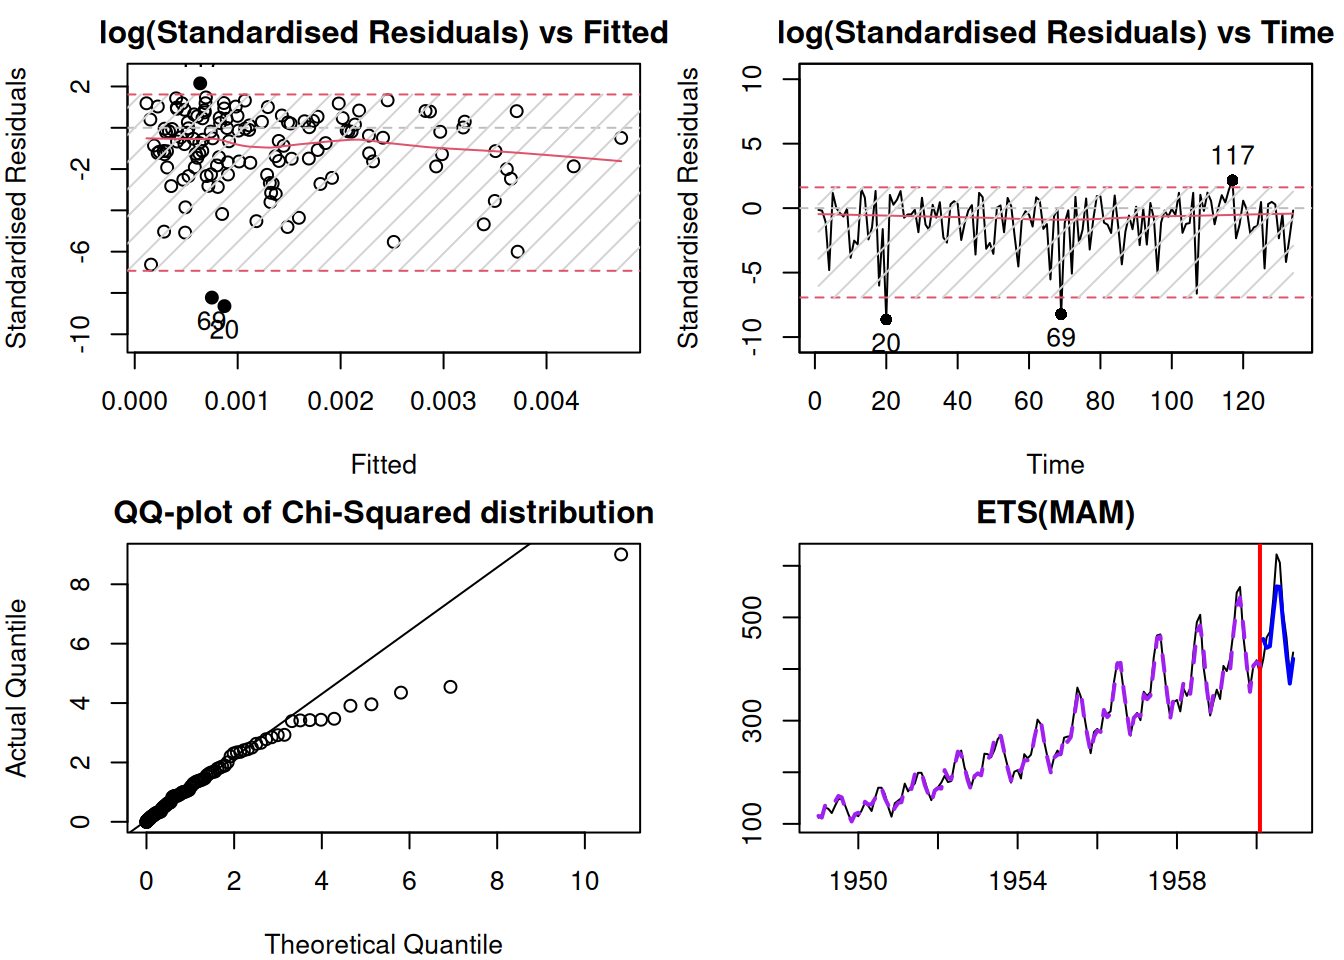 log(Standardised Residuals) vs Fitted
Standardised Residuals
2
-2
-6
-10
69
20
0.000 0.001 0.002 0.003 0.004
Fitted
log(Standardised Residuals) vs Time
Standardised Residuals
10
5
0
-5
-10
117
20
69
0 20 40 60 80 100 120
Time
QQ-plot of Chi-Squared distribution
Actual Quantile
8
6
4
2
0
0 2 4 6 8 10
Theoretical Quantile
ETS(MAM)
500
300
100
1950 1954 1958